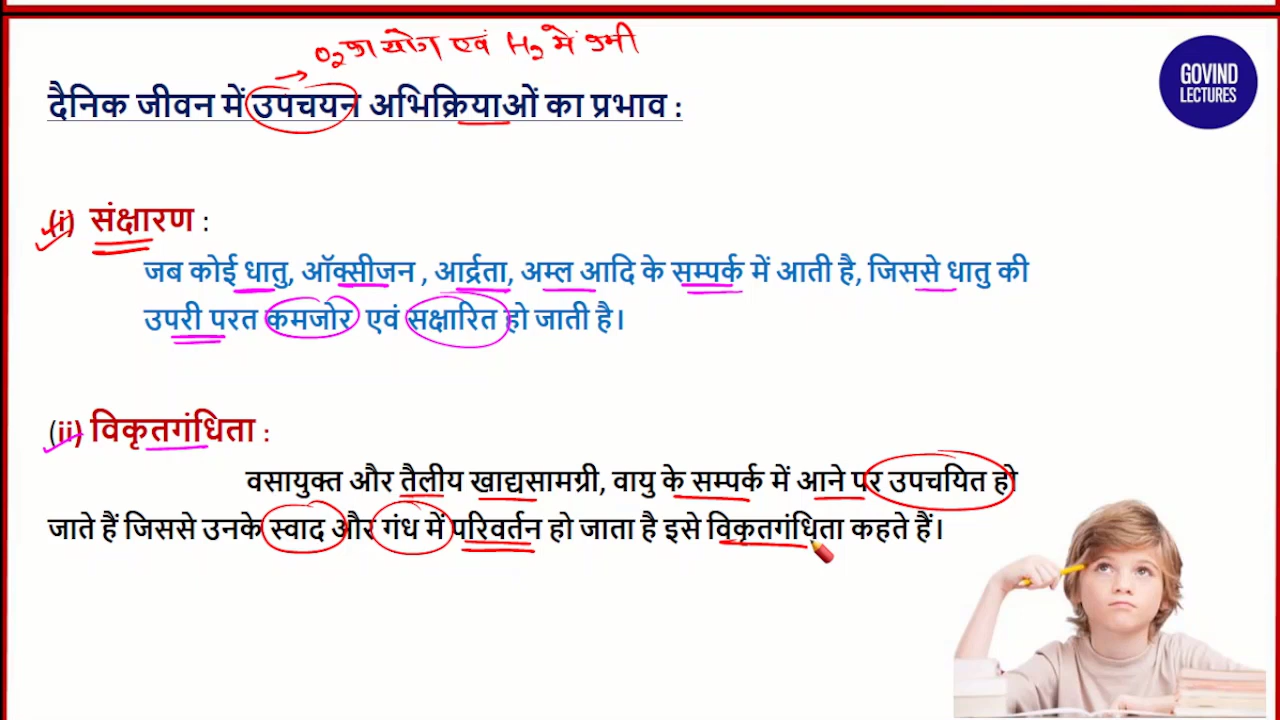 O₂ का योग एवं H₂ में कमी
दैनिक जीवन में उपचयन अभिक्रियाओं का प्रभाव :
GOVIND
LECTURES
(i) संक्षारण :
जब कोई धातु, ऑक्सीजन , आर्द्रता, अम्ल आदि के सम्पर्क में आती है, जिससे धातु की
उपरी परत कमजोर एवं सक्षारित हो जाती है।
(ii) विकृतगंधिता :
वसायुक्त और तैलीय खाद्यसामग्री, वायु के सम्पर्क में आने पर उपचयित हो
जाते हैं जिससे उनके स्वाद और गंध में परिवर्तन हो जाता है इसे विकृतगंधिता कहते हैं।